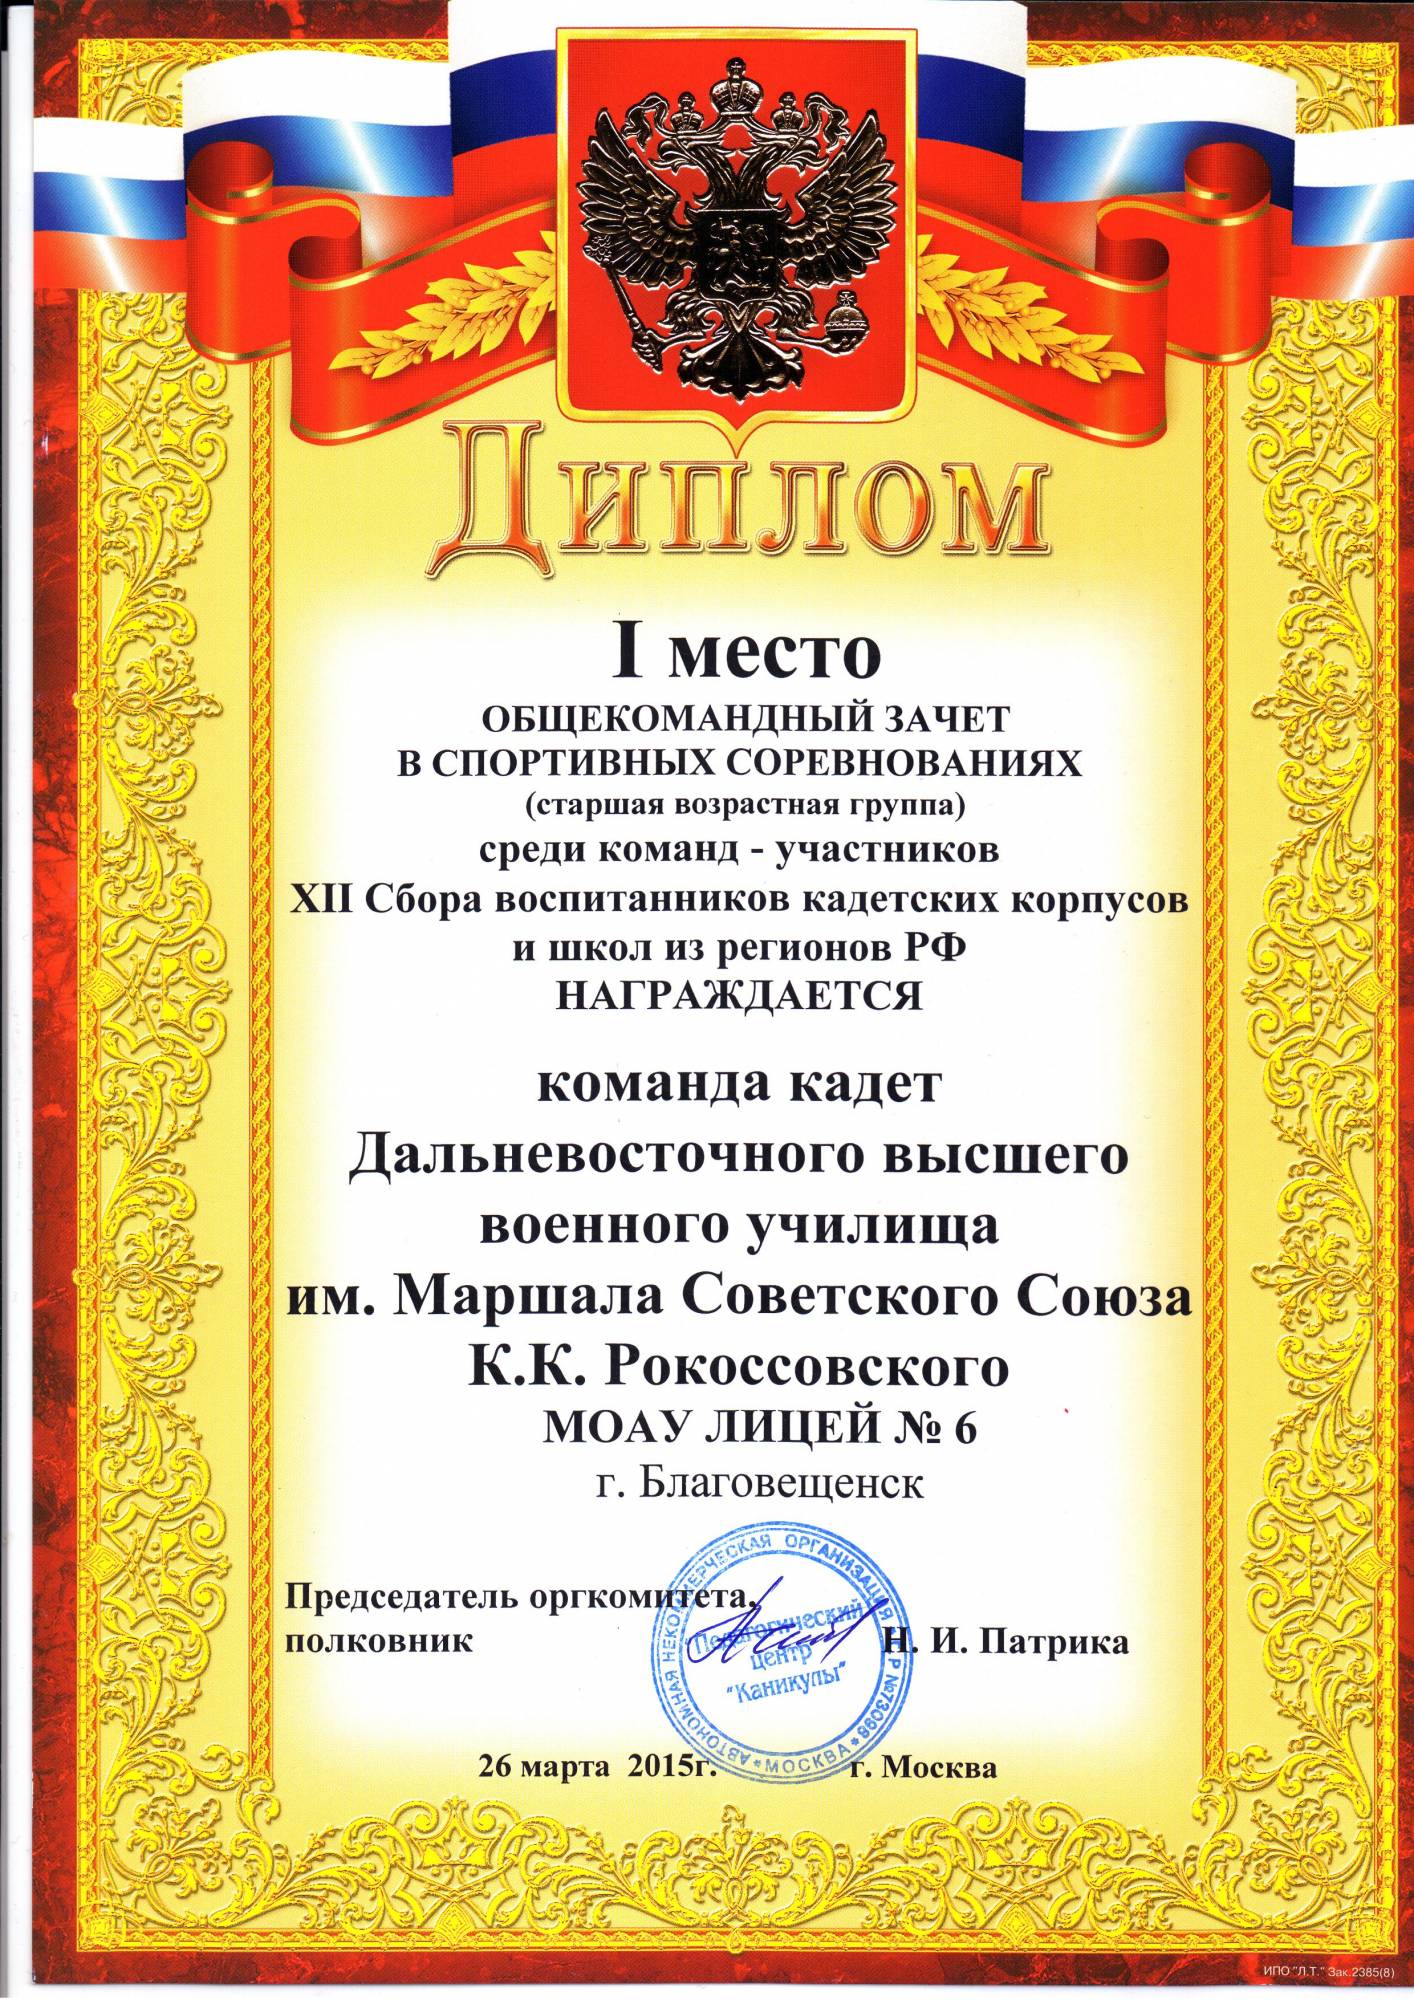 Диплом
I место
ОБЩЕКОМАНДНЫЙ ЗАЧЕТ
В СПОРТИВНЫХ СОРЕВНОВАНИЯХ
(старшая возрастная группа)
среди команд - участников
XII Сбора воспитанников кадетских корпусов
и школ из регионов РФ
НАГРАЖДАЕТСЯ
команда кадет
Дальневосточного высшего
военного училища
им. Маршала Советского Союза
К.К. Рокоссовского
МОАУ ЛИЦЕЙ № 6
г. Благовещенск
Председатель оргкомитета,
полковник Н. И. Патрика
АВТОНОМНАЯ НЕКОММЕРЧЕСКАЯ ОРГАНИЗАЦИЯ
Р №73096 * МОСКВА *
Педагогический
центр
"Каникулы"
26 марта 2015г. г. Москва
ИПО "Л.Т." Зак.2385(8)